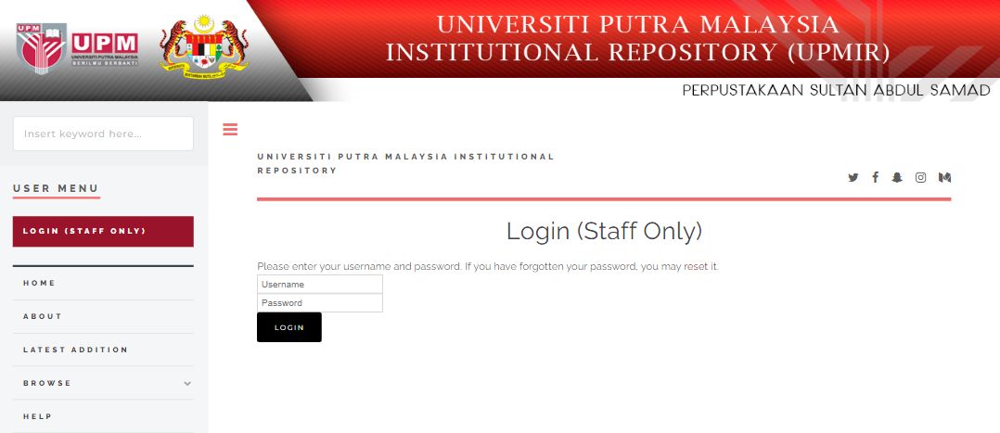 UPM
UPM
UNIVERSITI PUTRA MALAYSIA
BERILMU BERBAKTI
UNIVERSITI PUTRA MALAYSIA
INSTITUTIONAL REPOSITORY (UPMIR)
PERPUSTAKAAN SULTAN ABDUL SAMAD
Insert keyword here...
USER MENU
LOGIN (STAFF ONLY)
HOME
ABOUT
LATEST ADDITION
BROWSE
HELP
UNIVERSITI PUTRA MALAYSIA INSTITUTIONAL
REPOSITORY
Login (Staff Only)
Please enter your username and password. If you have forgotten your password, you may reset it.
Username
Password
LOGIN